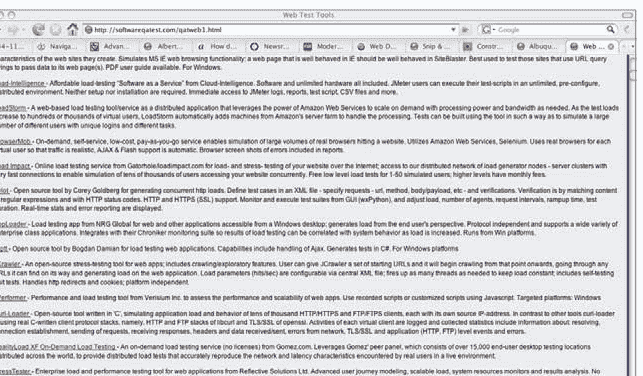 Web Test Tools
http://softwareqatest.com/qatweb1.html
Google
Naviga...
Advan...
Albert...
How d...
Newsr...
Moder...
Web D...
Snip & ...
Constr...
Albuqu...
Web ...
aracteristics of the web sites they create. Simulates MS IE web browsing functionality: a web page that is well behaved in IE should be well behaved in SiteBlaster. Best used to test those sites that use URL query
rings to pass data to its web page(s). PDF user guide available. For Windows.
oad-Intelligence - Affordable load-testing "Software as a Service" from Cloud-Intelligence. Software and unlimited hardware all included. JMeter users can execute their test-scripts in an unlimited, pre-configure,
distributed environment. Neither setup nor installation are required. Immediate access to JMeter logs, reports, test script, CSV files and more.
oadStorm - A web-based load testing tool/service as a distributed application that leverages the power of Amazon Web Services to scale on demand with processing power and bandwidth as needed. As the test loads
crease to hundreds or thousands of virtual users, LoadStorm automatically adds machines from Amazon's server farm to handle the processing. Tests can be built using the tool in such a way as to simulate a large
mber of different users with unique logins and different tasks.
rowserMob - On-demand, self-service, low-cost, pay-as-you-go service enables simulation of large volumes of real browsers hitting a website. Utilizes Amazon Web Services, Selenium. Uses real browsers for each
rtual user so that traffic is realistic, AJAX & Flash support is automatic. Browser screen shots of errors included in reports.
oad Impact - Online load testing service from Gatorhole/loadimpact.com for load- and stress- testing of your website over the Internet; access to our distributed network of load generator nodes - server clusters with
ry fast connections to enable simulation of tens of thousands of users accessing your website concurrently. Free low level load tests for 1-50 simulated users; higher levels have monthly fees.
lot - Open source tool by Corey Goldberg for generating concurrent http loads. Define test cases in an XML file - specify requests - url, method, body/payload, etc - and verifications. Verification is by matching content
regular expressions and with HTTP status codes. HTTP and HTTPS (SSL) support. Monitor and execute test suites from GUI (wxPython), and adjust load, number of agents, request intervals, rampup time, test
ration. Real-time stats and error reporting are displayed.
ppLoader - Load testing app from NRG Global for web and other applications accessible from a Windows desktop; generates load from the end user's perspective. Protocol independent and supports a wide variety of
terprise class applications. Integrates with their Chroniker monitoring suite so results of load testing can be correlated with system behavior as load is increased. Runs from Win platforms.
- Open source tool by Bogdan Damian for load testing web applications. Capabilities include handling of Ajax. Generates tests in C#. For Windows platforms
rawler - An open-source stress-testing tool for web apps; includes crawling/exploratory features. User can give JCrawler a set of starting URLs and it will begin crawling from that point onwards, going through any
RLs it can find on its way and generating load on the web application. Load parameters (hits/sec) are configurable via central XML file; fires up as many threads as needed to keep load constant; includes self-testing
it tests. Handles http redirects and cookies; platform independent.
Performer - Performance and load testing tool from Verisium Inc. to assess the performance and scalability of web apps. Use recorded scripts or customized scripts using Javascript. Targeted platforms: Windows
url-Loader - Open-source tool written in 'C', simulating application load and behavior of tens of thousand HTTP/HTTPS and FTP/FTPS clients, each with its own source IP-address. In contrast to other tools curl-loader
using real C-written client protocol stacks, namely, HTTP and FTP stacks of libcurl and TLS/SSL of openssl. Activities of each virtual client are logged and collected statistics include information about: resolving,
nnection establishment, sending of requests, receiving responses, headers and data received/sent, errors from network, TLS/SSL and application (HTTP, FTP) level events and errors.
ealityLoad XF On-Demand Load Testing - An on-demand load testing service (no licenses) from Gomez.com. Leverages Gomez' peer panel, which consists of over 15,000 end-user desktop testing locations
stributed across the world, to provide distributed load tests that accurately reproduce the network and latency characteristics encountered by real users in a live environment.
ressTester - Enterprise load and performance testing tool for web applications from Reflective Solutions Ltd. Advanced user journey modeling, scalable load, system resources monitors and results analysis. No